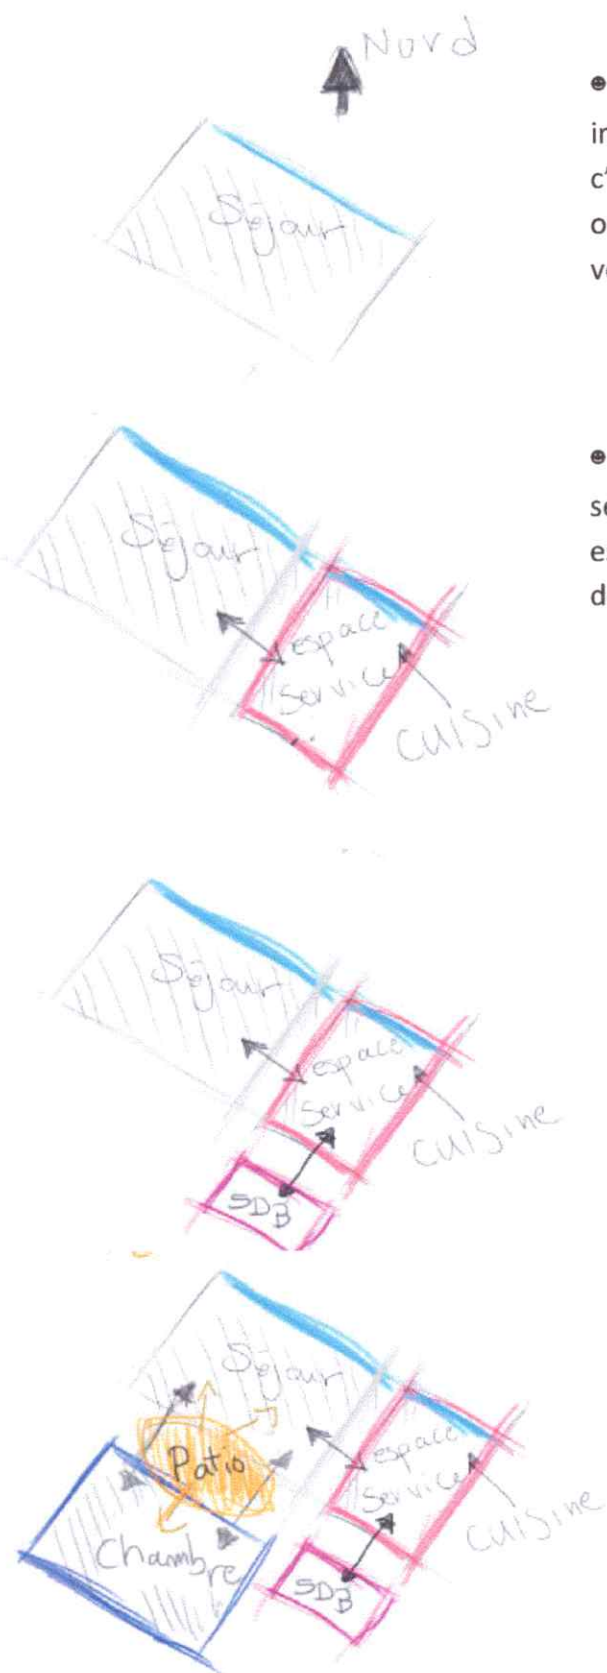 Nord
Séjour
Séjour
espace
service
cuisine
Séjour
espace
service
cuisine
SDB
Séjour
Patio
espace
service
cuisine
Chambre
SDB